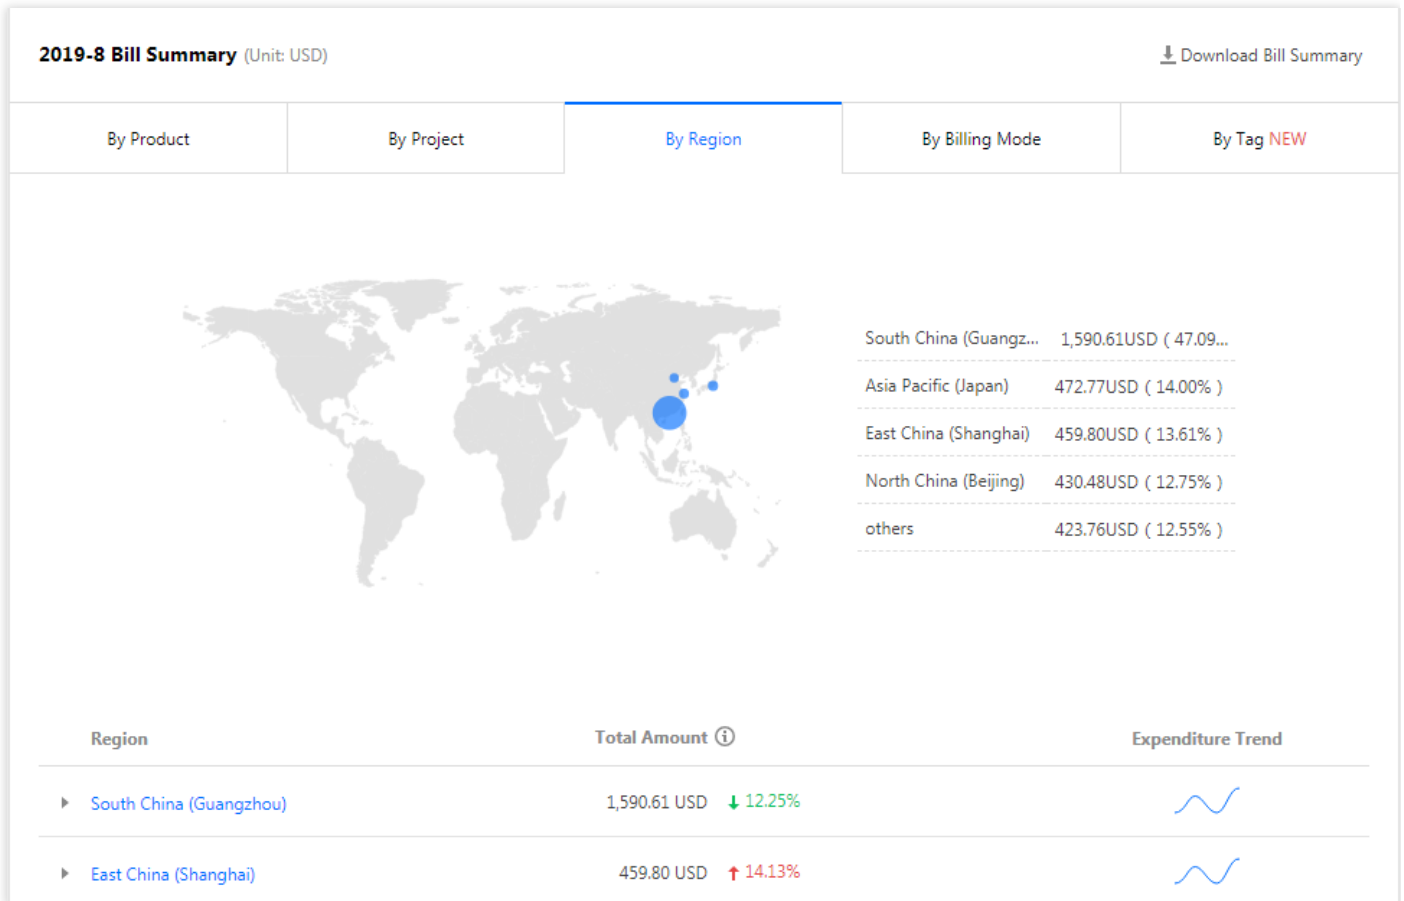 2019-8 Bill Summary (Unit: USD)
Download Bill Summary
By Product
By Project
By Region
By Billing Mode
By Tag NEW
South China (Guangz... 1,590.61USD ( 47.09...
Asia Pacific (Japan) 472.77USD ( 14.00% )
East China (Shanghai) 459.80USD ( 13.61% )
North China (Beijing) 430.48USD ( 12.75% )
others 423.76USD ( 12.55% )
Region Total Amount Expenditure Trend
South China (Guangzhou) 1,590.61 USD 12.25%
East China (Shanghai) 459.80 USD 14.13%